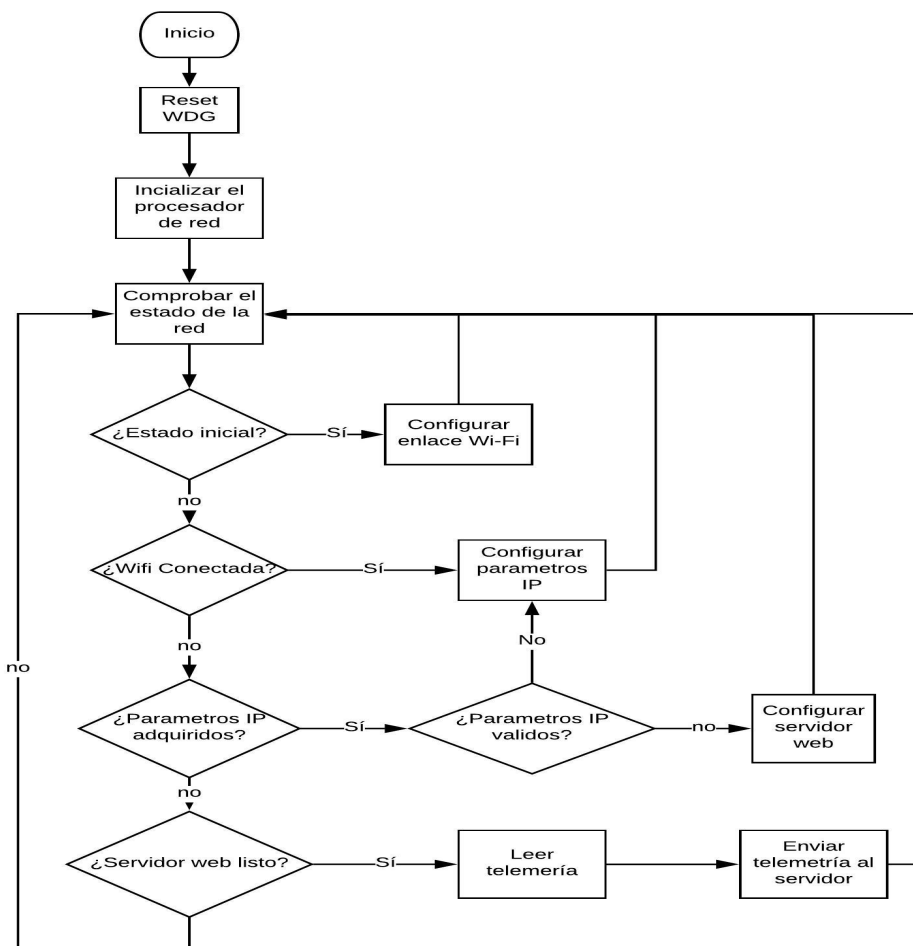 Inicio
Reset
WDG
Incializar el
procesador
de red
Comprobar el
estado de la
red
¿Estado inicial?
Sí
Configurar
enlace Wi-Fi
no
¿Wifi Conectada?
Sí
Configurar
parametros
IP
no
No
no
¿Parametros IP
adquiridos?
Sí
¿Parametros IP
validos?
no
Configurar
servidor
web
no
¿Servidor web listo?
Sí
Leer
telemería
Enviar
telemetría al
servidor